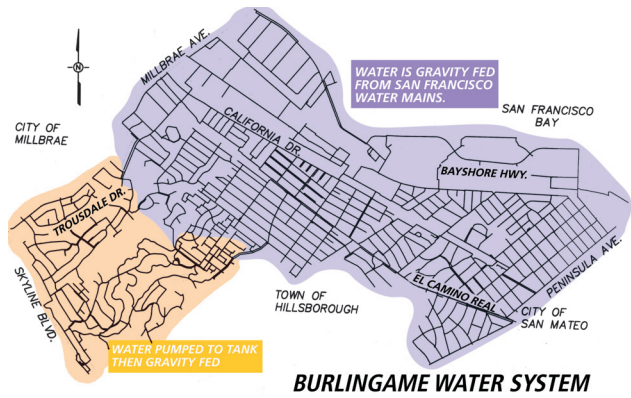 MILLBRAE AVE.
WATER IS GRAVITY FED
FROM SAN FRANCISCO
WATER MAINS.
SAN FRANCISCO
BAY
CITY OF
MILLBRAE
CALIFORNIA DR.
BAYSHORE HWY.
TROUSDALE DR.
SKYLINE BLVD.
TOWN OF
HILLSBOROUGH
EL CAMINO REAL
PENINSULA AVE.
CITY OF
SAN MATEO
WATER PUMPED TO TANK
THEN GRAVITY FED
BURLINGAME WATER SYSTEM
N